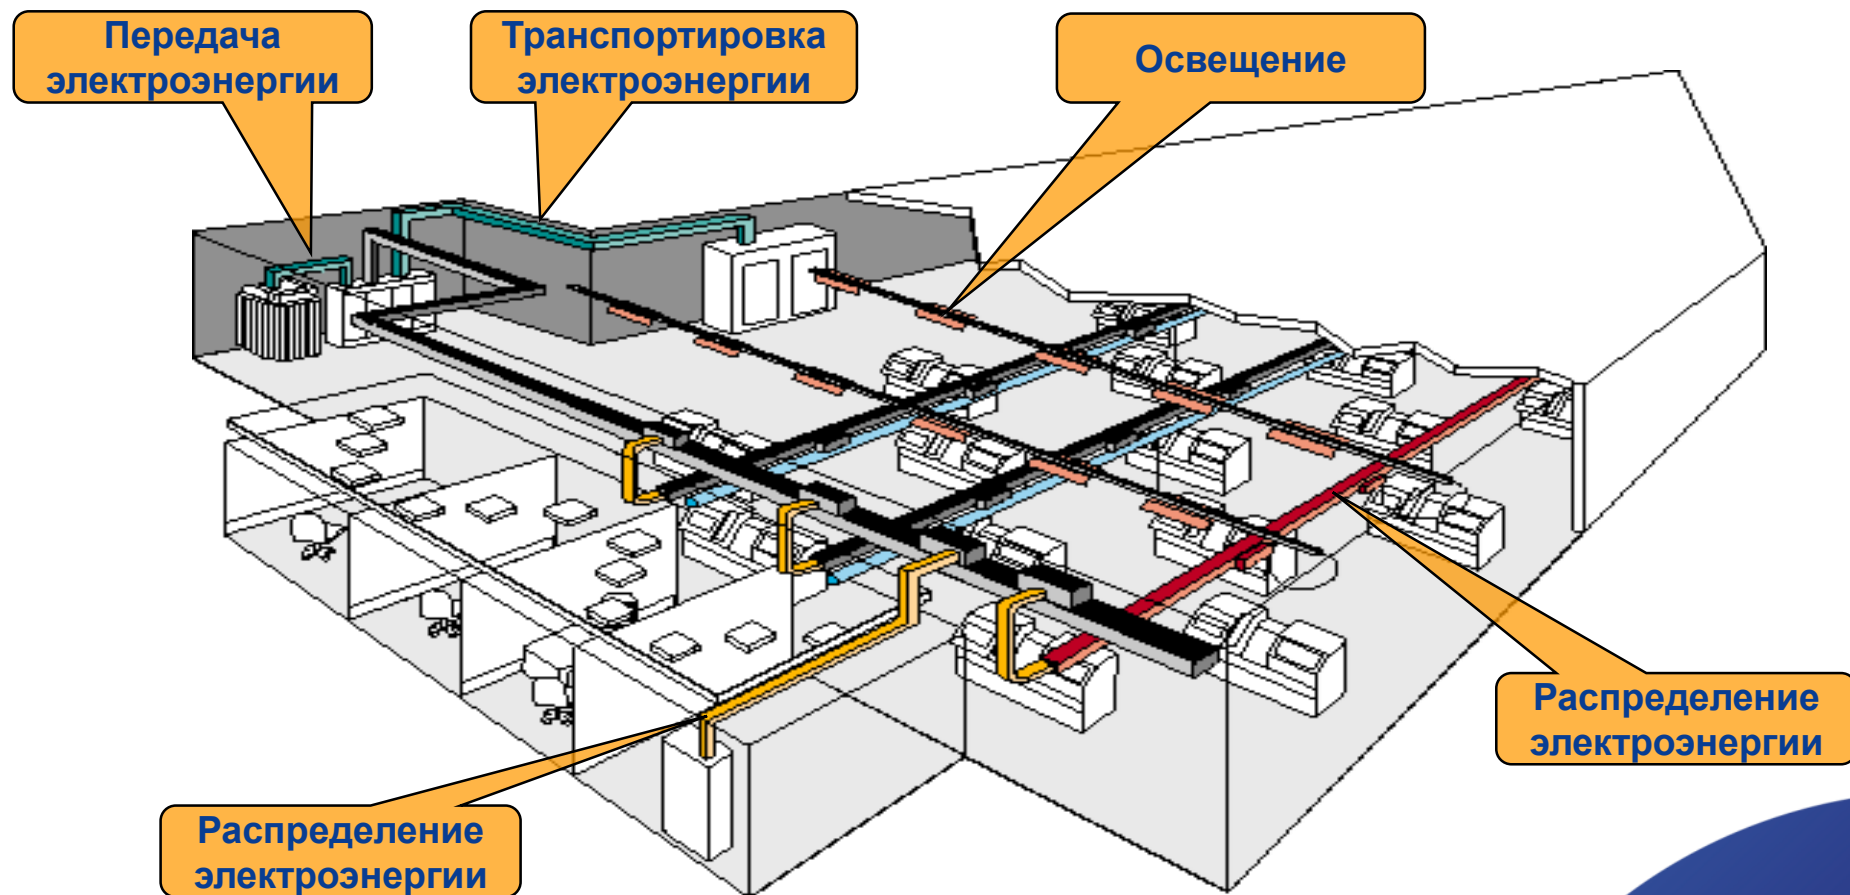 Передача
электроэнергии
Транспортировка
электроэнергии
Освещение
Распределение
электроэнергии
Распределение
электроэнергии